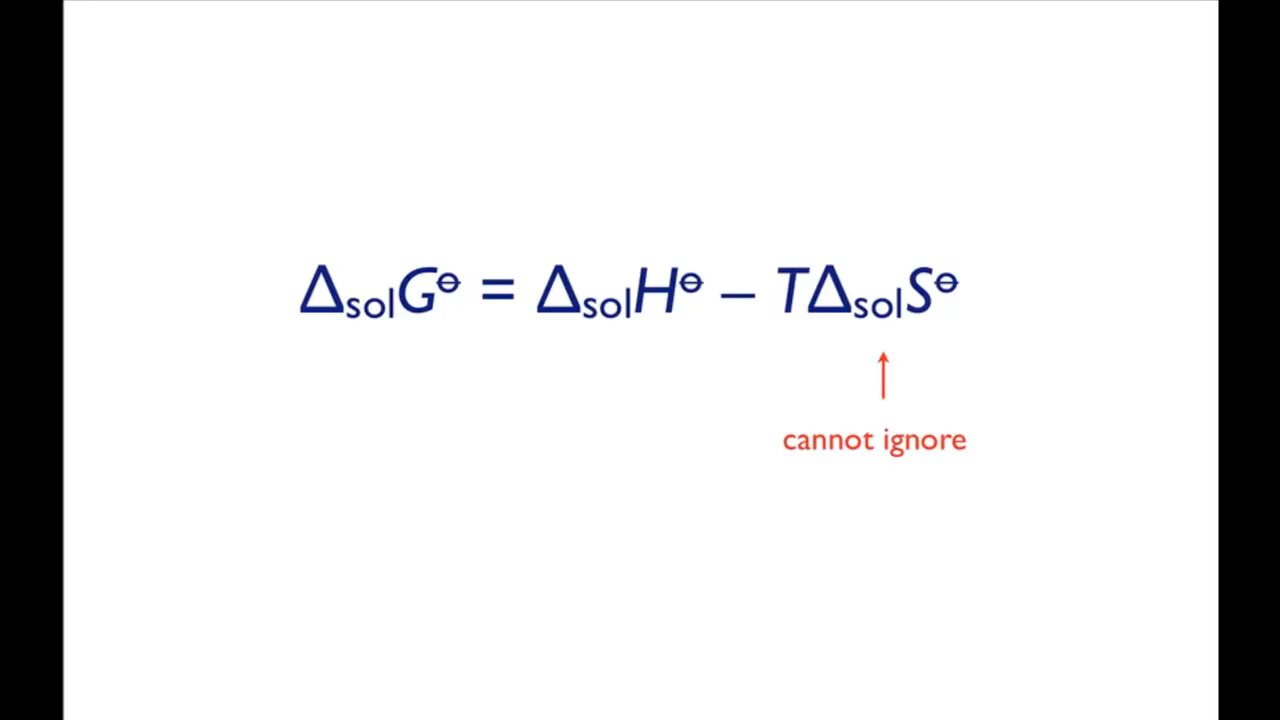 ΔsolG⦵ = ΔsolH⦵ – TΔsolS⦵
cannot ignore